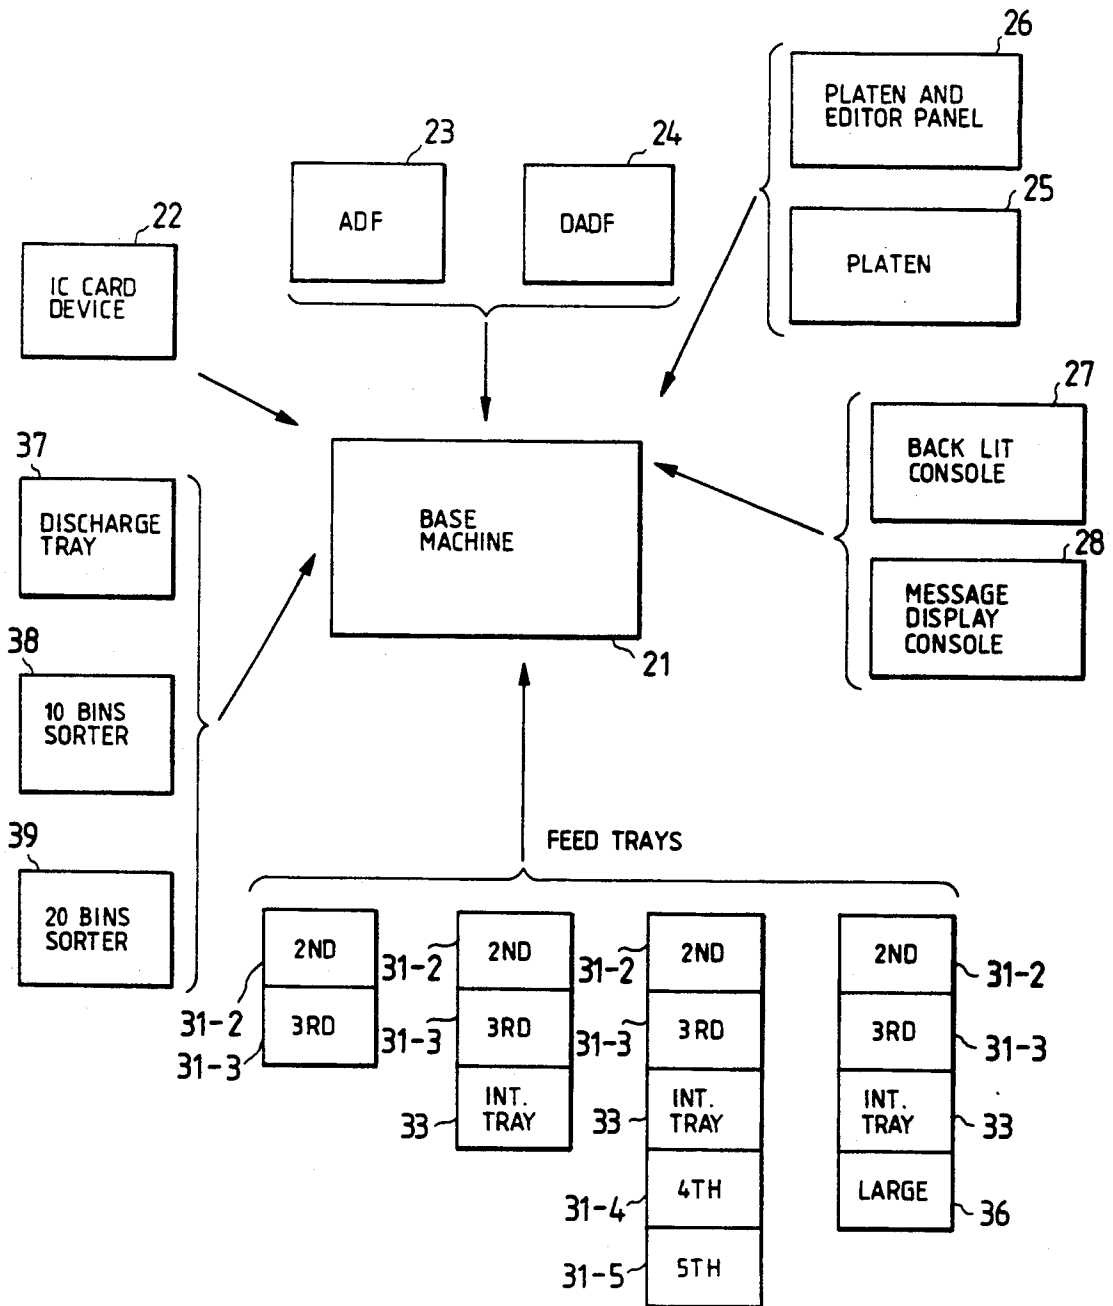 26
PLATEN AND
EDITOR PANEL
23
24
ADF
DADF
25
PLATEN
22
IC CARD
DEVICE
27
BACK LIT
CONSOLE
37
DISCHARGE
TRAY
BASE
MACHINE
21
28
MESSAGE
DISPLAY
CONSOLE
38
10 BINS
SORTER
39
20 BINS
SORTER
FEED TRAYS
2ND
31-2
3RD
31-3
2ND
31-2
3RD
31-3
INT.
TRAY
33
2ND
31-2
3RD
31-3
INT.
TRAY
33
4TH
31-4
5TH
31-5
2ND
31-2
3RD
31-3
INT.
TRAY
33
LARGE
36